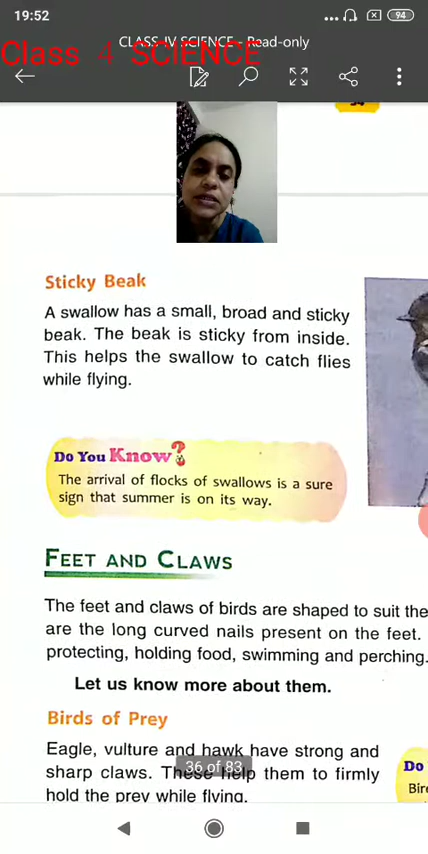 19:52
94
CLASS-IV SCIENCE - Read-only
Class 4 SCIENCE
Sticky Beak
A swallow has a small, broad and sticky
beak. The beak is sticky from inside.
This helps the swallow to catch flies
while flying.
Do You Know?
The arrival of flocks of swallows is a sure
sign that summer is on its way.
FEET AND CLAWS
The feet and claws of birds are shaped to suit the
are the long curved nails present on the feet.
protecting, holding food, swimming and perching.
Let us know more about them.
Birds of Prey
36 of 83
Eagle, vulture and hawk have strong and
Do
sharp claws. These help them to firmly
Bir
hold the prey while flying.